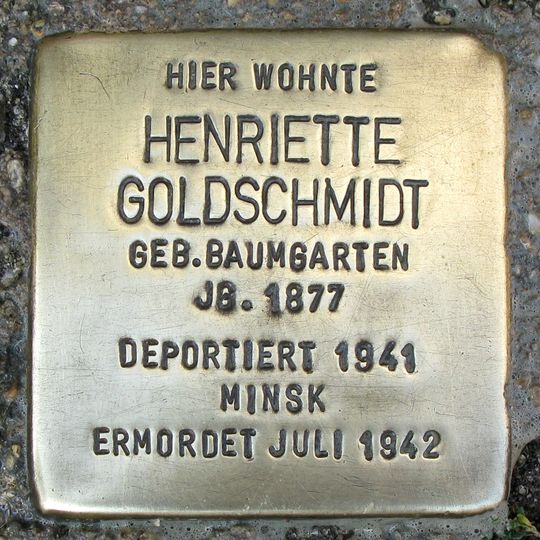 HIER WOHNTE
HENRIETTE
GOLDSCHMIDT
GEB. BAUMGARTEN
JG. 1877
DEPORTIERT 1941
MINSK
ERMORDET JULI 1942